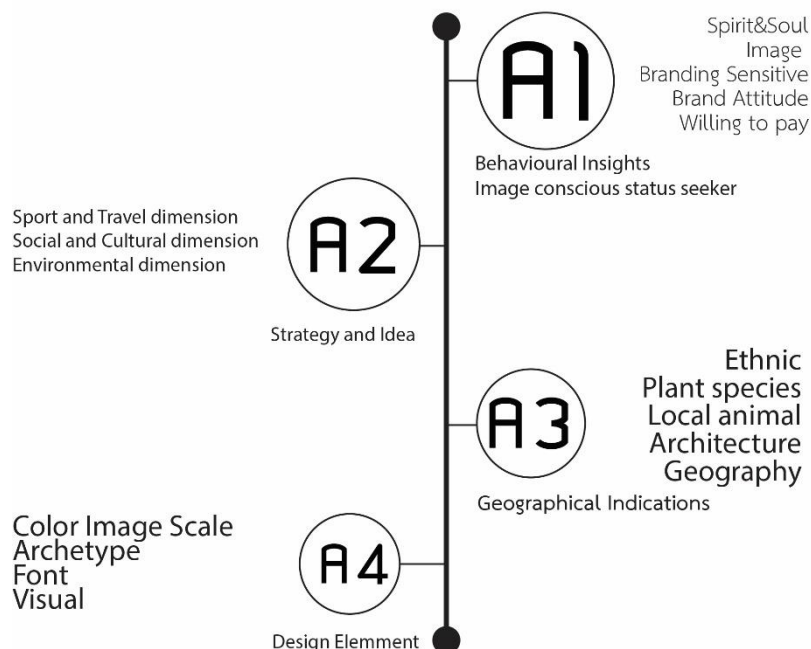 A1
Spirit&Soul
Image
Branding Sensitive
Brand Attitude
Willing to pay
Behavioural Insights
Image conscious status seeker
Sport and Travel dimension
Social and Cultural dimension
Environmental dimension
A2
Strategy and Idea
A3
Ethnic
Plant species
Local animal
Architecture
Geography
Geographical Indications
Color Image Scale
Archetype
Font
Visual
A4
Design Elemment